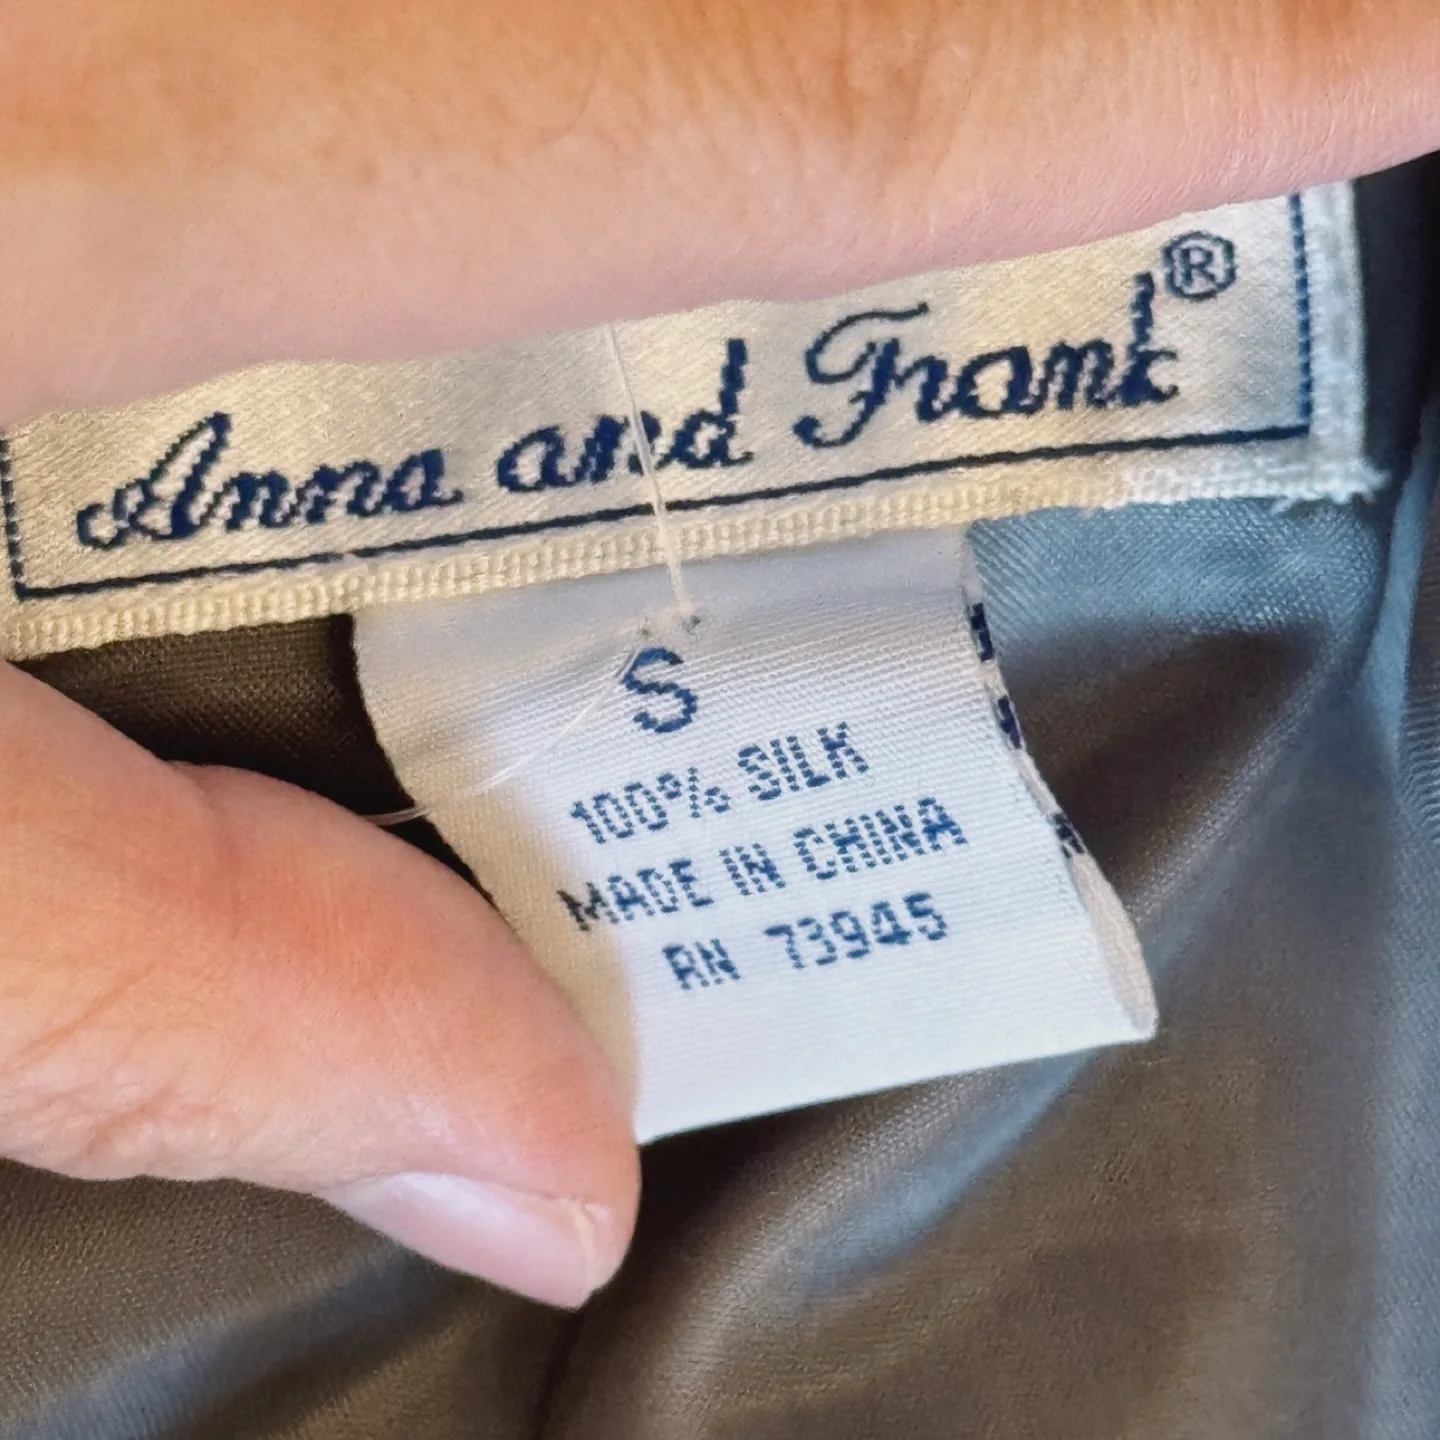 Anna and Frank®
S
100% SILK
MADE IN CHINA
RN 73945